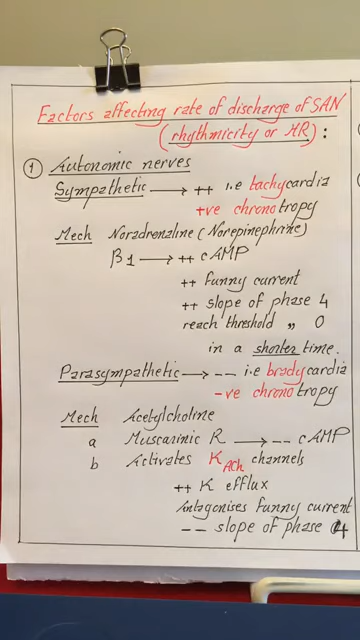 Factors affecting rate of discharge of SAN
(rhythmicity or HR) :
① Autonomic nerves
Sympathetic → ++ i.e tachycardia
+ve chronotropy
Mech Noradrenaline (Norepinephrine)
β1 → ++ cAMP
++ funny current
++ slope of phase 4
reach threshold ,, 0
in a shorter time.
Parasympathetic → -- i.e bradycardia
-ve chronotropy
Mech Acetylcholine
a Muscarinic R → -- cAMP
b Activates K ACh channels
++ K efflux
Antagonises funny current
-- slope of phase 4